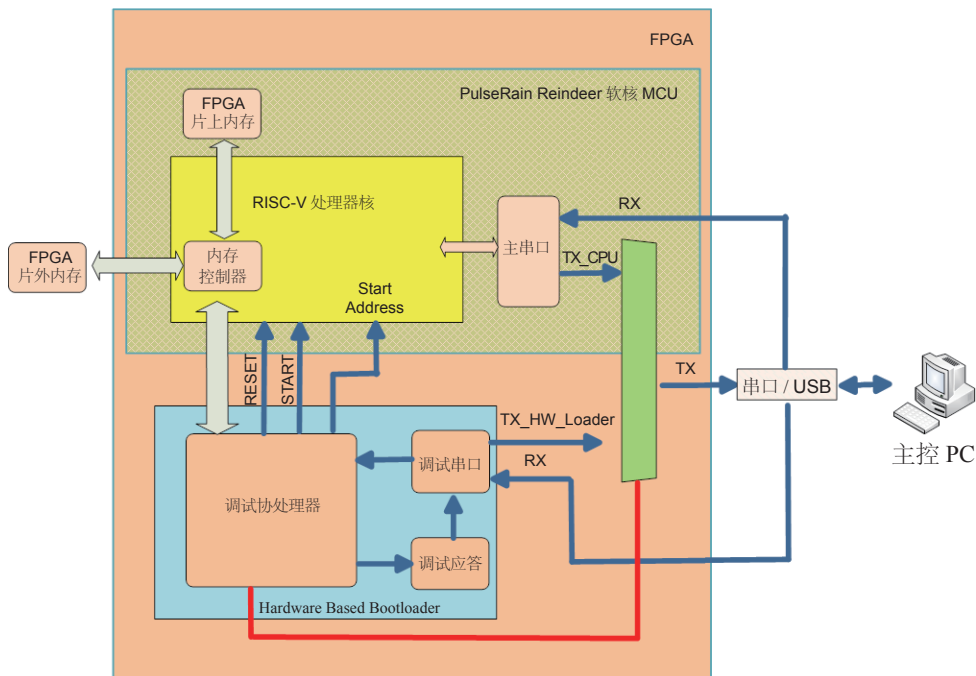 FPGA
PulseRain Reindeer 软核 MCU
FPGA
片上内存
RISC-V 处理器核
RX
主串口
TX_CPU
FPGA
片外内存
内存
控制器
Start
Address
RESET
START
TX
串口 / USB
主控 PC
TX_HW_Loader
RX
调试串口
调试协处理器
调试应答
Hardware Based Bootloader